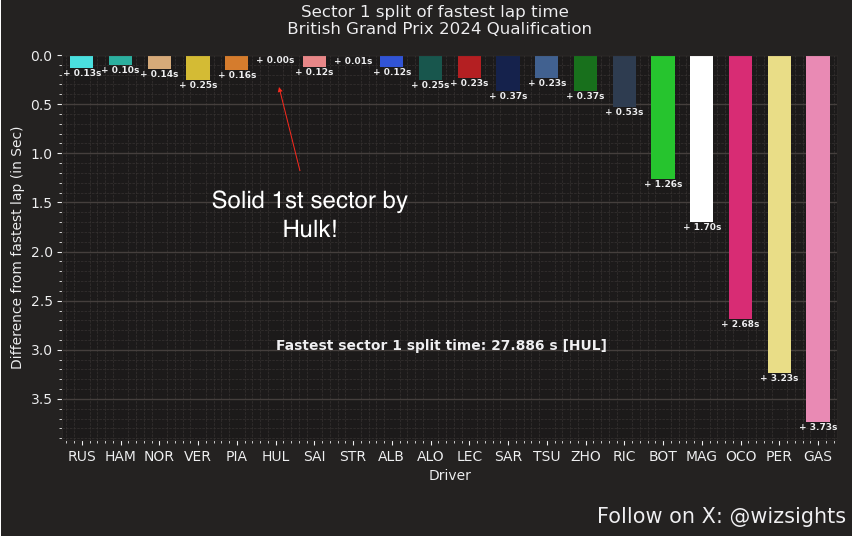 Sector 1 split of fastest lap time
British Grand Prix 2024 Qualification
0.0
0.5
1.0
1.5
2.0
2.5
3.0
3.5
Difference from fastest lap (in Sec)
+ 0.13s
+ 0.10s
+ 0.14s
+ 0.25s
+ 0.16s
+ 0.00s
+ 0.12s
+ 0.01s
+ 0.12s
+ 0.25s
+ 0.23s
+ 0.37s
+ 0.23s
+ 0.37s
+ 0.53s
+ 1.26s
+ 1.70s
+ 2.68s
+ 3.23s
+ 3.73s
Solid 1st sector by
Hulk!
Fastest sector 1 split time: 27.886 s [HUL]
RUS HAM NOR VER PIA HUL SAI STR ALB ALO LEC SAR TSU ZHO RIC BOT MAG OCO PER GAS
Driver
Follow on X: @wizsights